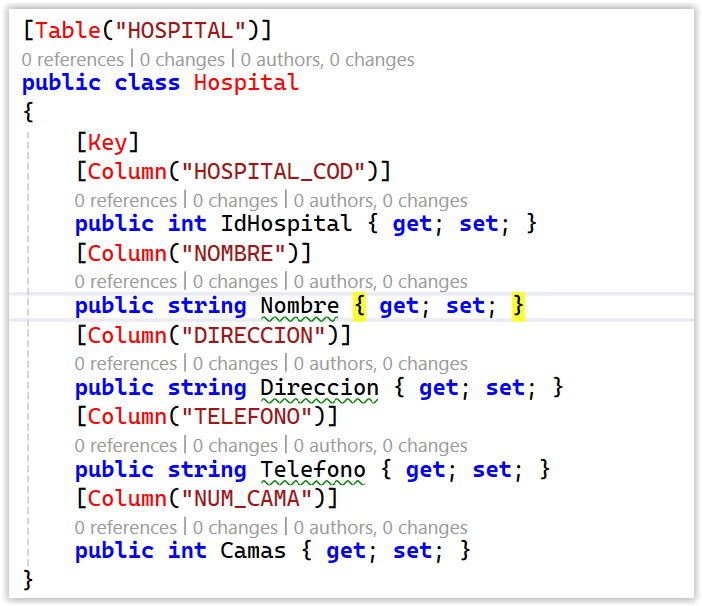 [Table("HOSPITAL")]
0 references | 0 changes | 0 authors, 0 changes
public class Hospital
{
[Key]
[Column("HOSPITAL_COD")]
0 references | 0 changes | 0 authors, 0 changes
public int IdHospital { get; set; }
[Column("NOMBRE")]
0 references | 0 changes | 0 authors, 0 changes
public string Nombre { get; set; }
[Column("DIRECCION")]
0 references | 0 changes | 0 authors, 0 changes
public string Direccion { get; set; }
[Column("TELEFONO")]
0 references | 0 changes | 0 authors, 0 changes
public string Telefono { get; set; }
[Column("NUM_CAMA")]
0 references | 0 changes | 0 authors, 0 changes
public int Camas { get; set; }
}